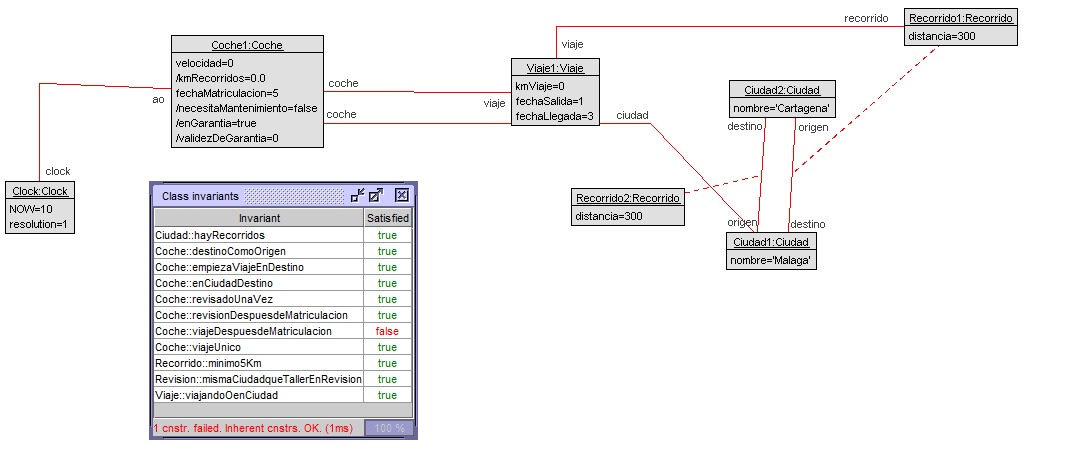 recorrido
Recorrido1:Recorrido
distancia=300
Coche1:Coche
velocidad=0
/kmRecorridos=0.0
fechaMatriculacion=5
/necesitaMantenimiento=false
/enGarantia=true
/validezDeGarantia=0
viaje
Viaje1:Viaje
kmViaje=0
fechaSalida=1
fechaLlegada=3
coche
viaje
coche
ao
ciudad
Ciudad2:Ciudad
nombre='Cartagena'
destino
origen
clock
Clock:Clock
NOW=10
resolution=1
Recorrido2:Recorrido
distancia=300
origen
destino
Ciudad1:Ciudad
nombre='Malaga'
Class invariants
Invariant Satisfied
Ciudad::hayRecorridos true
Coche::destinoComoOrigen true
Coche::empiezaViajeEnDestino true
Coche::enCiudadDestino true
Coche::revisadoUnaVez true
Coche::revisionDespuesdeMatriculacion true
Coche::viajeDespuesdeMatriculacion false
Coche::viajeUnico true
Recorrido::minimo5Km true
Revision::mismaCiudadqueTallerEnRevision true
Viaje::viajandoOenCiudad true
1 cnstr. failed. Inherent cnstrs. OK. (1ms) 100 %